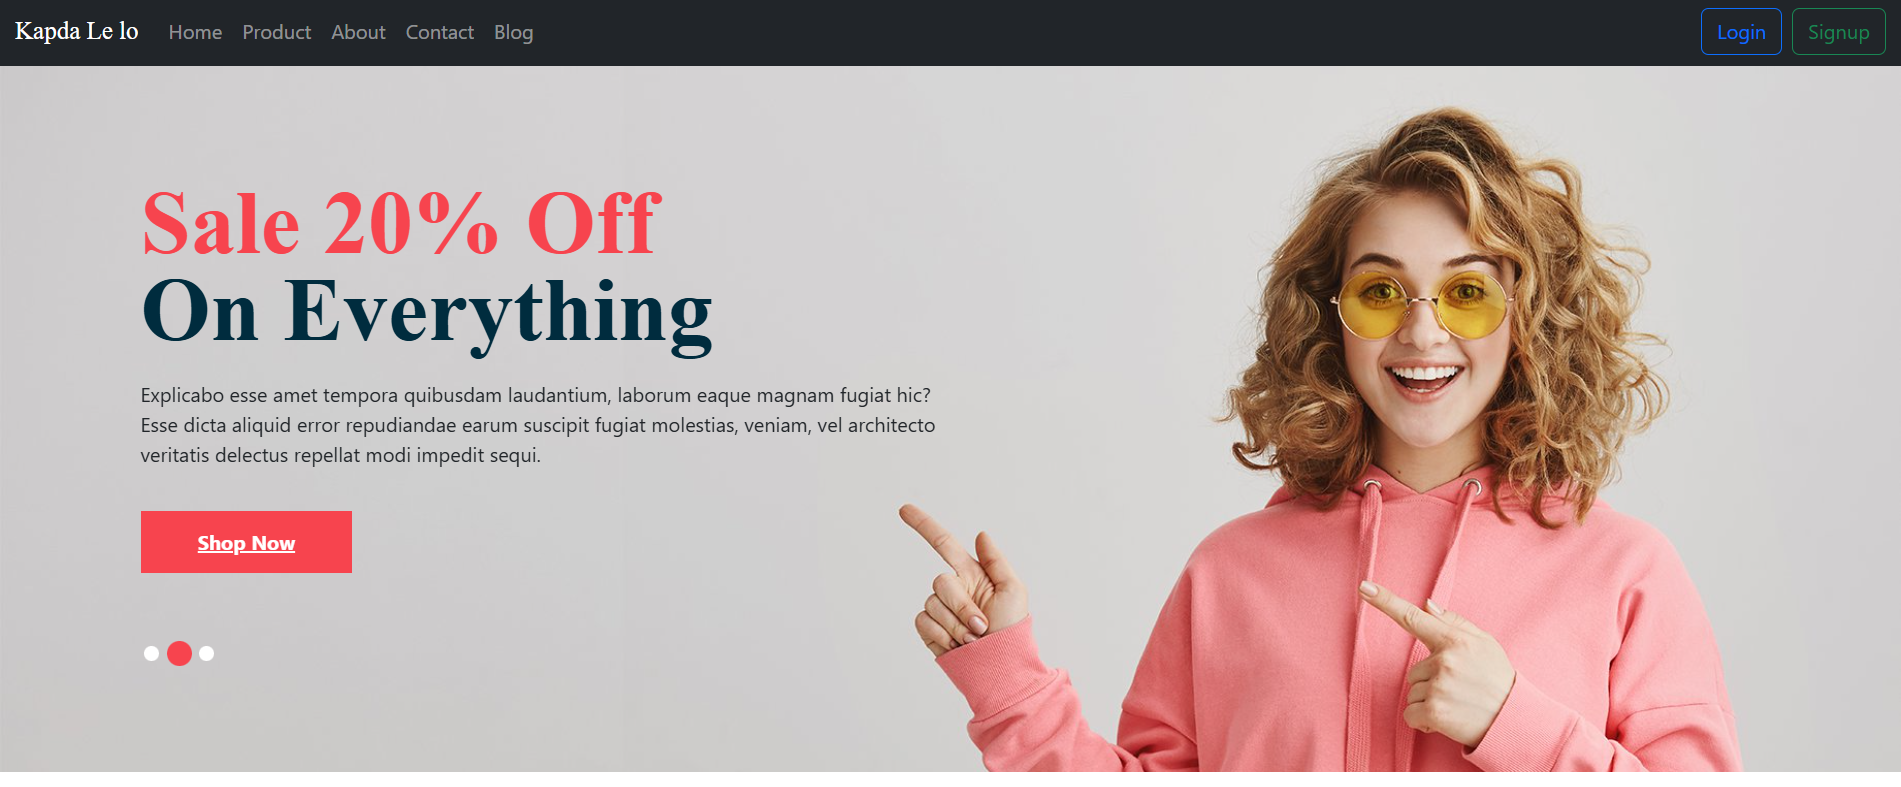 Kapda Le lo Home Product About Contact Blog Login Signup
Sale 20% Off
On Everything
Explicabo esse amet tempora quibusdam laudantium, laborum eaque magnam fugiat hic?
Esse dicta aliquid error repudiandae earum suscipit fugiat molestias, veniam, vel architecto
veritatis delectus repellat modi impedit sequi.
Shop Now